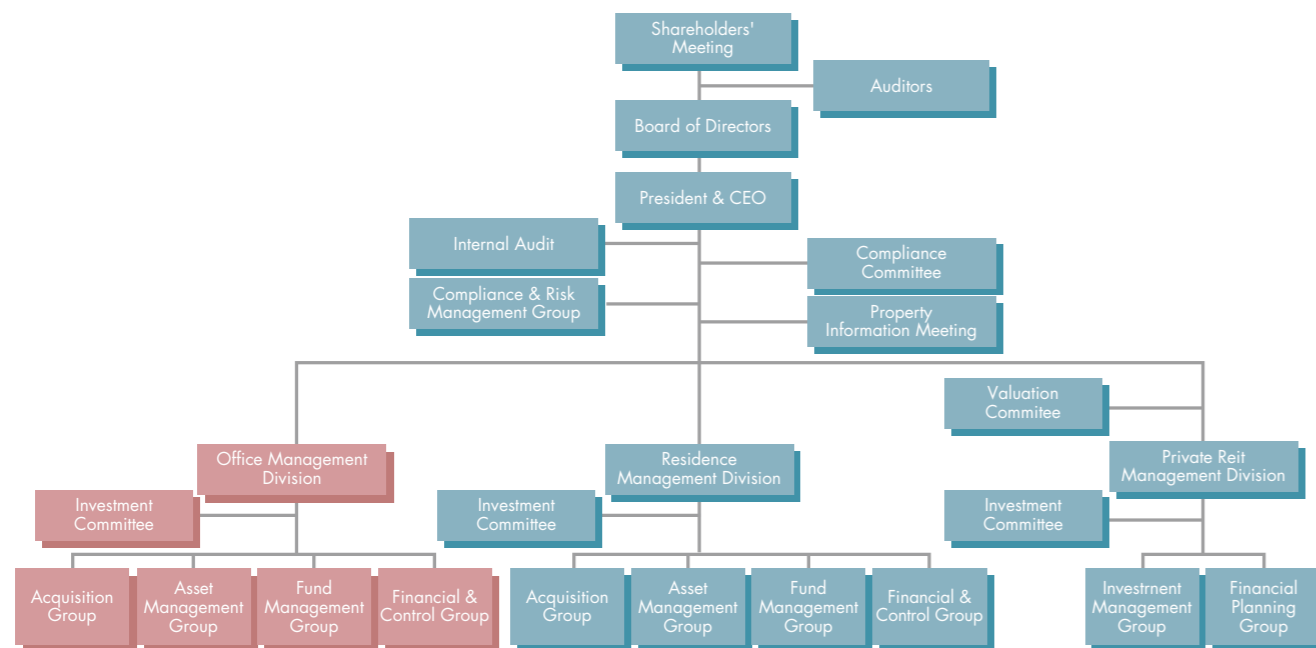 Shareholders'
Meeting
Auditors
Board of Directors
President & CEO
Internal Audit
Compliance
Committee
Compliance & Risk
Management Group
Property
Information Meeting
Valuation
Commitee
Office Management
Division
Residence
Management Division
Private Reit
Management Division
Investment
Committee
Investment
Committee
Investment
Committee
Acquisition
Group
Asset
Management
Group
Fund
Management
Group
Financial &
Control Group
Acquisition
Group
Asset
Management
Group
Fund
Management
Group
Financial &
Control Group
Investrnent
Management
Group
Financial
Planning
Group